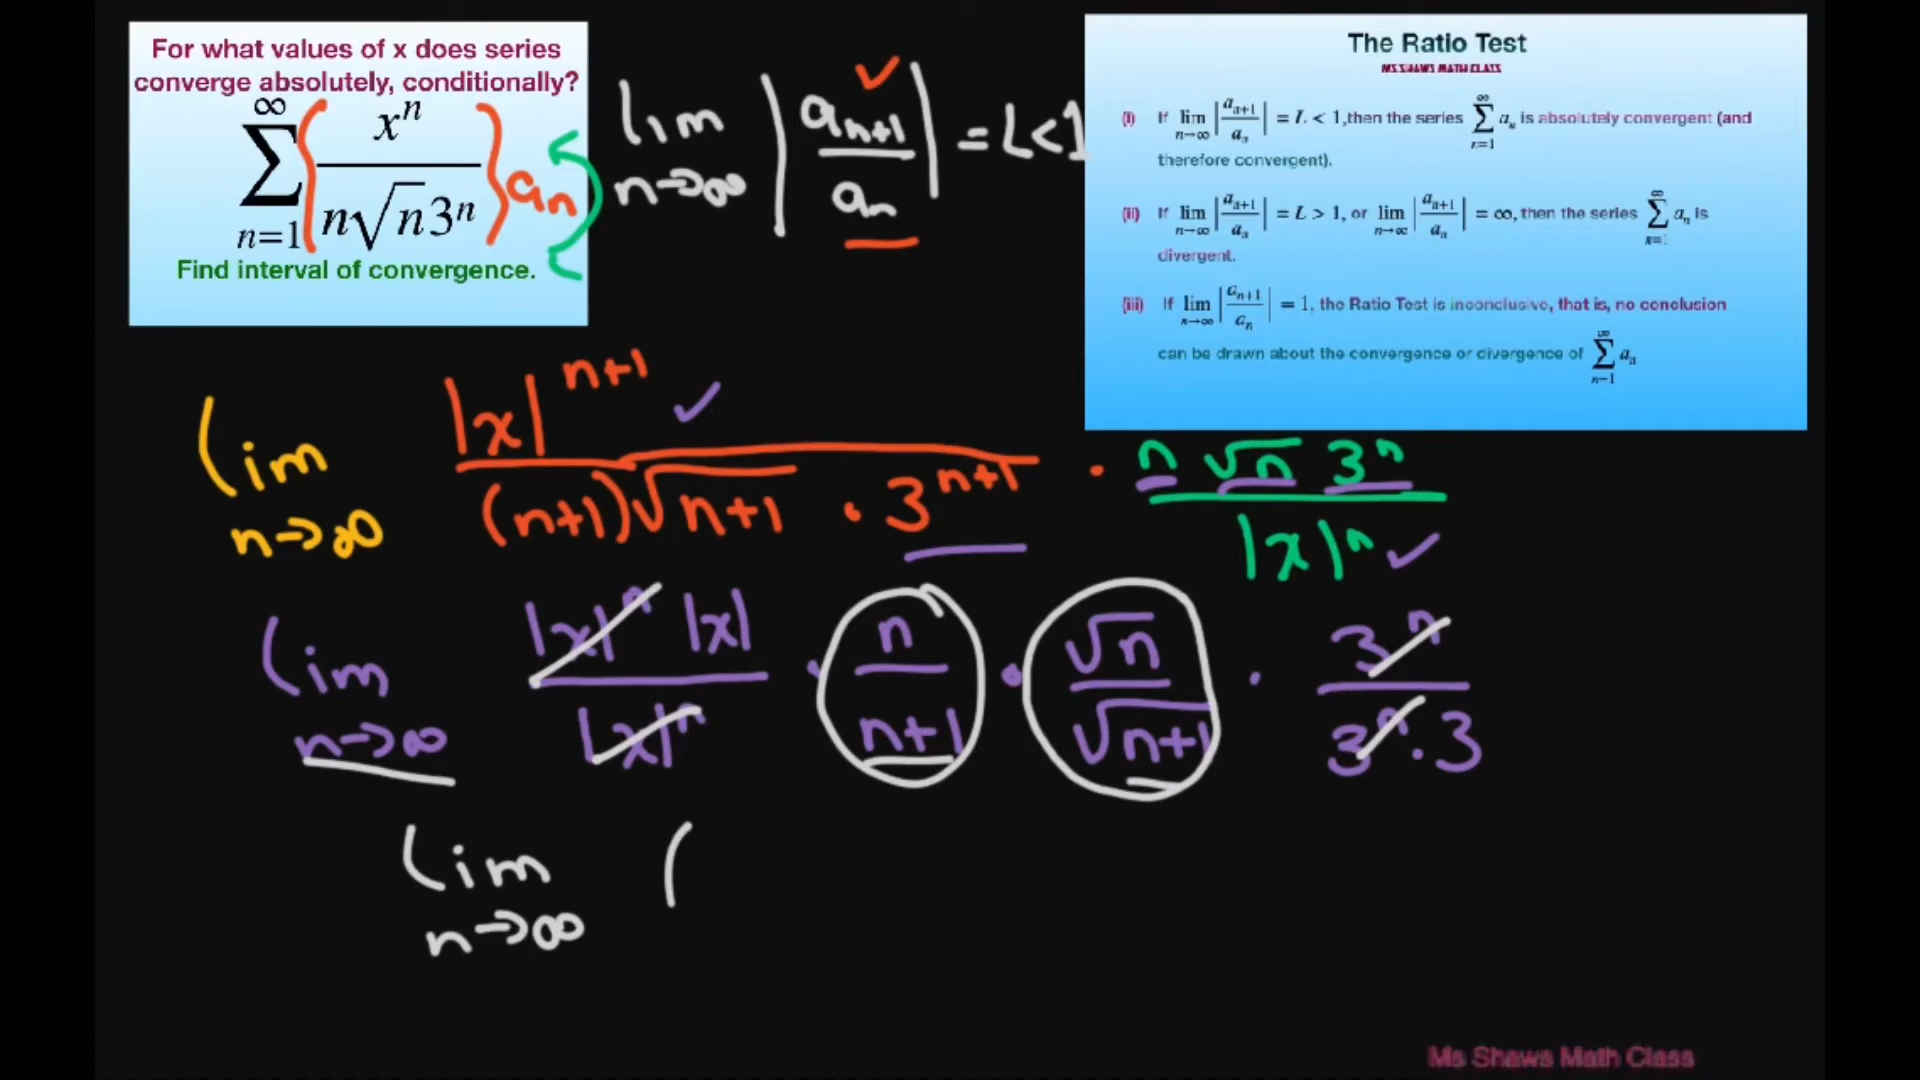 For what values of x does series
converge absolutely, conditionally?
∞
∑ ( xⁿ / n√n 3ⁿ ) aₙ
n=1
Find interval of convergence.
lim n→∞ | aₙ₊₁ / aₙ | = L < 1
The Ratio Test
MS SHAWS MATH CLASS
(i) If lim n→∞ | aₙ₊₁ / aₙ | = L < 1, then the series ∑ n=1 ∞ aₙ is absolutely convergent (and
therefore convergent).
(ii) If lim n→∞ | aₙ₊₁ / aₙ | = L > 1, or lim n→∞ | aₙ₊₁ / aₙ | = ∞, then the series ∑ n=1 ∞ aₙ is
divergent.
(iii) If lim n→∞ | aₙ₊₁ / aₙ | = 1, the Ratio Test is inconclusive, that is, no conclusion
can be drawn about the convergence or divergence of ∑ n=1 ∞ aₙ
lim n→∞ |x|ⁿ⁺¹ / (n+1)√n+1 · 3ⁿ⁺¹ · n √n 3ⁿ / |x|ⁿ
lim n→∞ |x|ⁿ |x| / |x|ⁿ · n / n+1 · √n / √n+1 · 3ⁿ / 3ⁿ · 3
lim n→∞ (
Ms Shaws Math Class